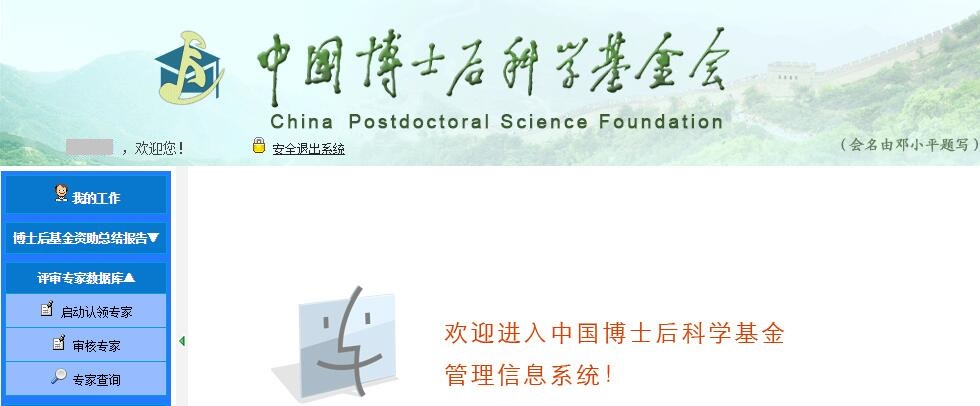 中国博士后科学基金会
China Postdoctoral Science Foundation
，欢迎您！
安全退出系统
（会名由邓小平题写）
我的工作
博士后基金资助总结报告▼
评审专家数据库▲
启动认领专家
审核专家
专家查询
欢迎进入中国博士后科学基金
管理信息系统！